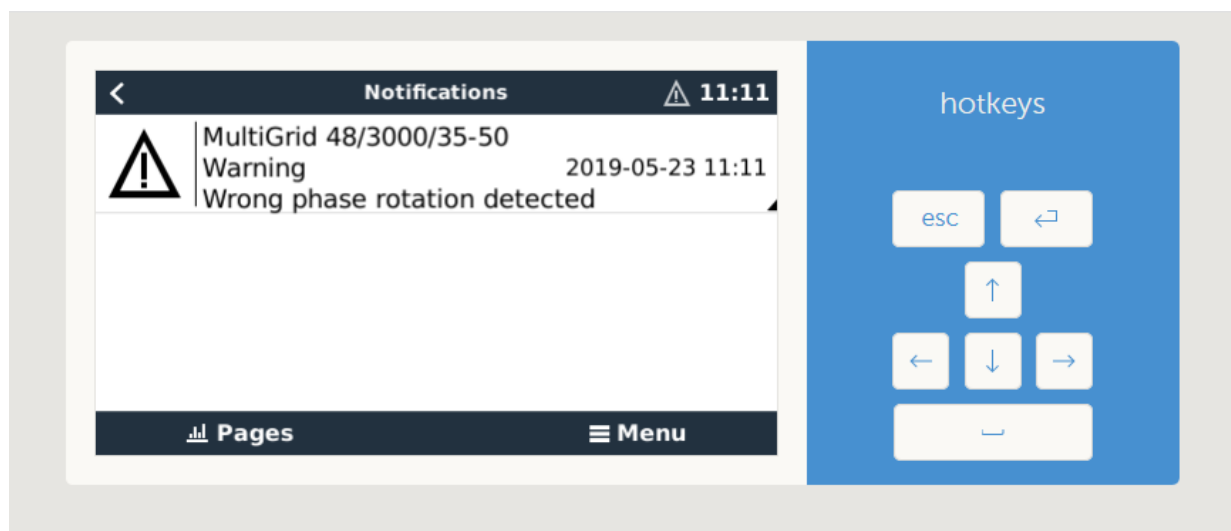 Notifications
11:11
MultiGrid 48/3000/35-50
Warning
2019-05-23 11:11
Wrong phase rotation detected
Pages
Menu
hotkeys
esc